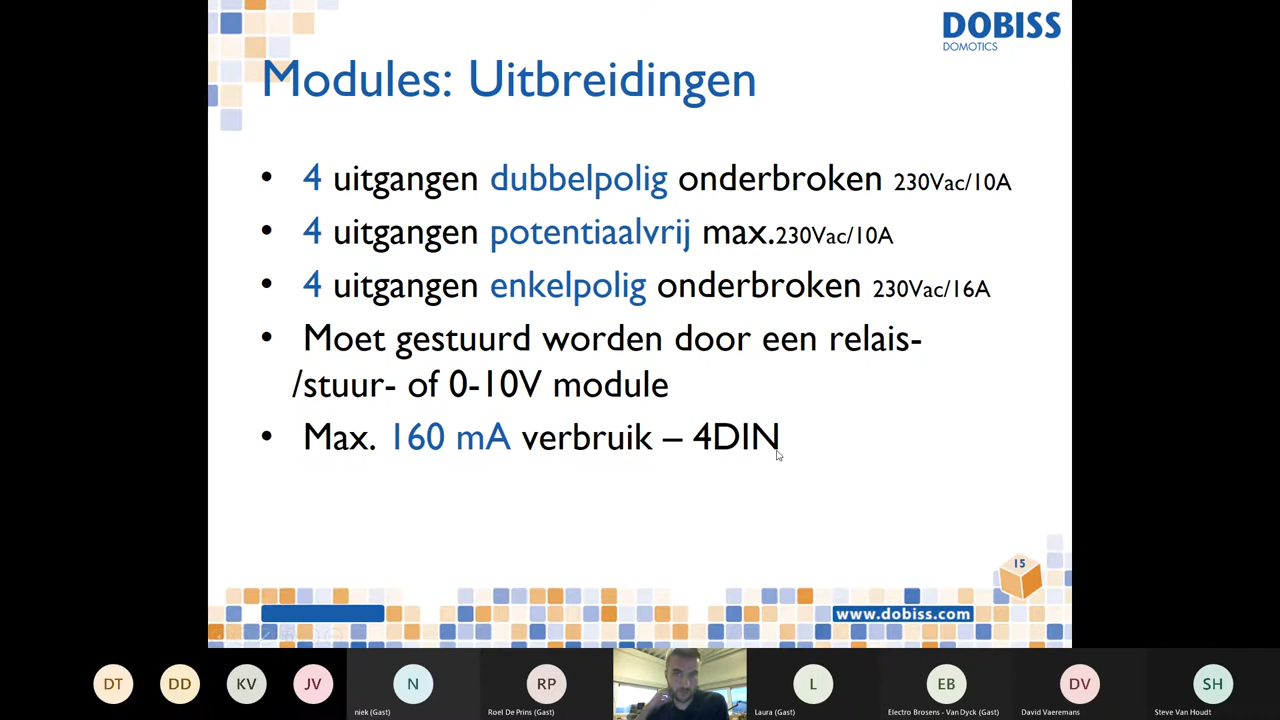 DOBISS
DOMOTICS
Modules: Uitbreidingen
• 4 uitgangen dubbelpolig onderbroken 230Vac/10A
• 4 uitgangen potentiaalvrij max.230Vac/10A
• 4 uitgangen enkelpolig onderbroken 230Vac/16A
• Moet gestuurd worden door een relais-
/stuur- of 0-10V module
• Max. 160 mA verbruik – 4DIN
15
www.dobiss.com
DT DD KV JV N RP L EB DV SH
niek (Gast) Roel De Prins (Gast) Laura (Gast) Electro Brosens - Van Dyck (Gast) David Vaeremans Steve Van Houdt